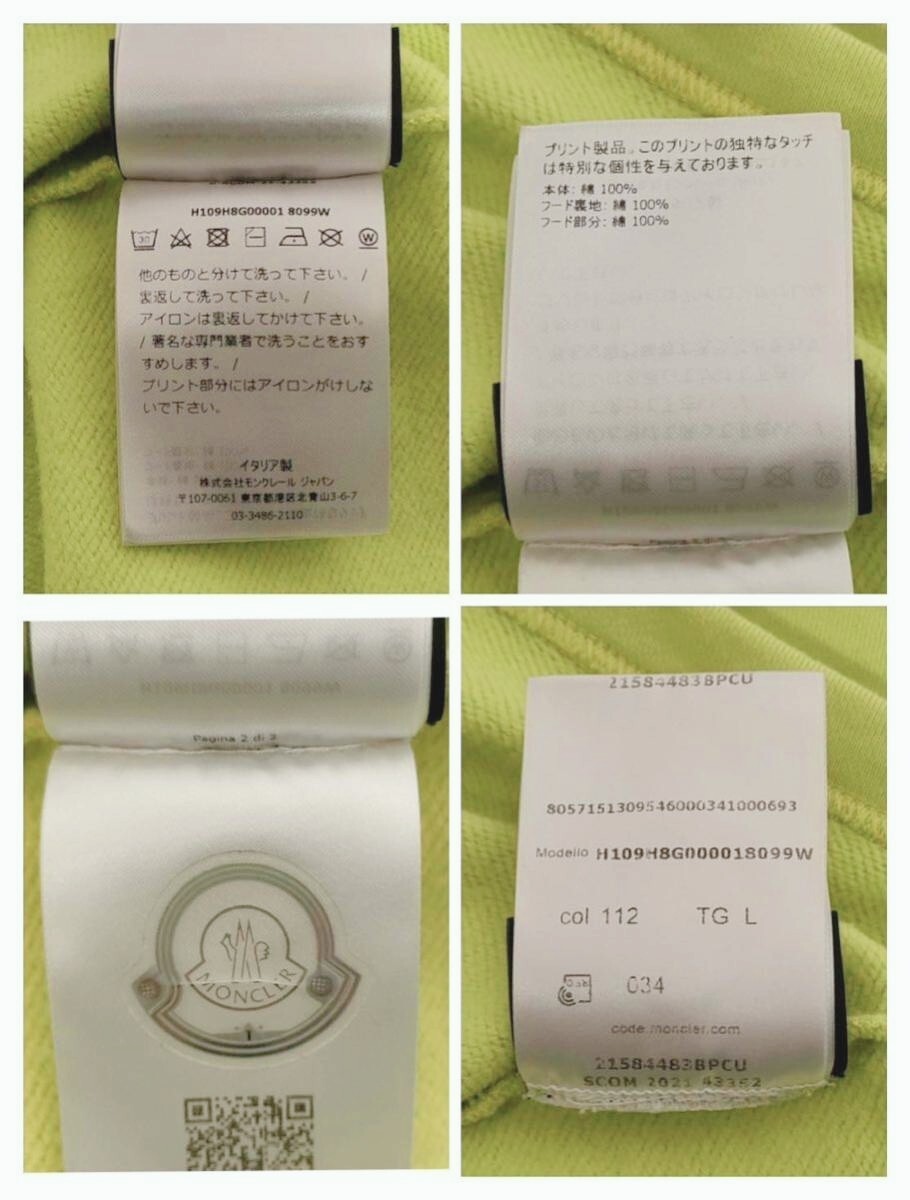 H109H8G00001 8099W
30
W
他のものと分けて洗って下さい。 /
裏返して洗って下さい。 /
アイロンは裏返してかけて下さい。
/ 著名な専門業者で洗うことをおす
すめします。 /
プリント部分にはアイロンがけしな
いで下さい。
イタリア製
株式会社モンクレール ジャパン
〒107-0061 東京都港区北青山3-6-7
03-3486-2110
プリント製品。このプリントの独特なタッチ
は特別な個性を与えております。
本体: 綿 100%
フード裏地: 綿 100%
フード部分: 綿 100%
Pagina 2 di
MONCLER
21584483BPCU
8057151309546000341000693
Modello H109H8G000018099W
col 112 TG L
034
code.moncler.com
21584483BPCU
SCOM 2021